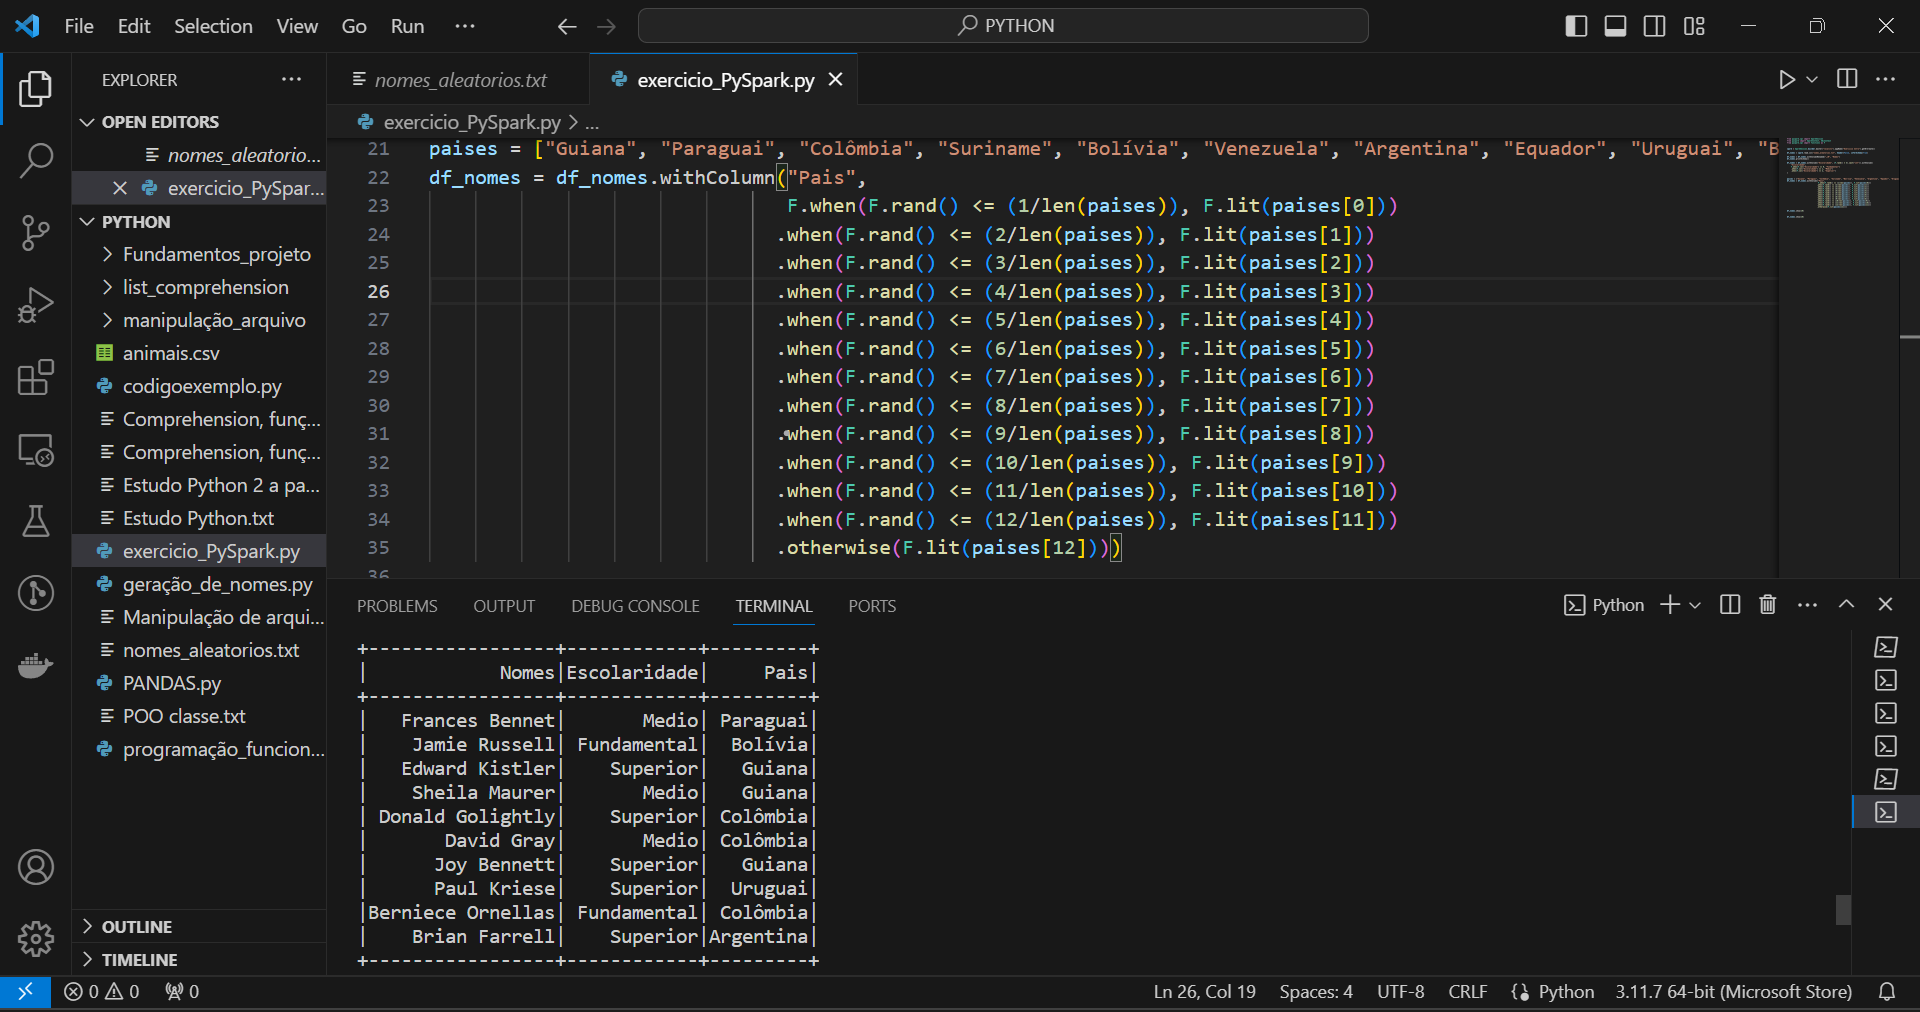 File Edit Selection View Go Run ...
PYTHON
EXPLORER ...
OPEN EDITORS
nomes_aleatorio...
exercicio_PySpar...
PYTHON
Fundamentos_projeto
list_comprehension
manipulação_arquivo
animais.csv
codigoexemplo.py
Comprehension, funç...
Comprehension, funç...
Estudo Python 2 a pa...
Estudo Python.txt
exercicio_PySpark.py
geração_de_nomes.py
Manipulação de arqui...
nomes_aleatorios.txt
PANDAS.py
POO classe.txt
programação_funcion...
OUTLINE
TIMELINE
nomes_aleatorios.txt exercicio_PySpark.py
exercicio_PySpark.py > ...
21 paises = ["Guiana", "Paraguai", "Colômbia", "Suriname", "Bolívia", "Venezuela", "Argentina", "Equador", "Uruguai", "B
22 df_nomes = df_nomes.withColumn("Pais",
23 F.when(F.rand() <= (1/len(paises)), F.lit(paises[0]))
24 .when(F.rand() <= (2/len(paises)), F.lit(paises[1]))
25 .when(F.rand() <= (3/len(paises)), F.lit(paises[2]))
26 .when(F.rand() <= (4/len(paises)), F.lit(paises[3]))
27 .when(F.rand() <= (5/len(paises)), F.lit(paises[4]))
28 .when(F.rand() <= (6/len(paises)), F.lit(paises[5]))
29 .when(F.rand() <= (7/len(paises)), F.lit(paises[6]))
30 .when(F.rand() <= (8/len(paises)), F.lit(paises[7]))
31 .when(F.rand() <= (9/len(paises)), F.lit(paises[8]))
32 .when(F.rand() <= (10/len(paises)), F.lit(paises[9]))
33 .when(F.rand() <= (11/len(paises)), F.lit(paises[10]))
34 .when(F.rand() <= (12/len(paises)), F.lit(paises[11]))
35 .otherwise(F.lit(paises[12])))
36
PROBLEMS OUTPUT DEBUG CONSOLE TERMINAL PORTS
Python
+-----------------+------------+---------+
| Nomes|Escolaridade| Pais|
+-----------------+------------+---------+
| Frances Bennet| Medio| Paraguai|
| Jamie Russell| Fundamental| Bolívia|
| Edward Kistler| Superior| Guiana|
| Sheila Maurer| Medio| Guiana|
| Donald Golightly| Superior| Colômbia|
| David Gray| Medio| Colômbia|
| Joy Bennett| Superior| Guiana|
| Paul Kriese| Superior| Uruguai|
|Berniece Ornellas| Fundamental| Colômbia|
| Brian Farrell| Superior|Argentina|
+-----------------+------------+---------+
0 0 0 Ln 26, Col 19 Spaces: 4 UTF-8 CRLF Python 3.11.7 64-bit (Microsoft Store)